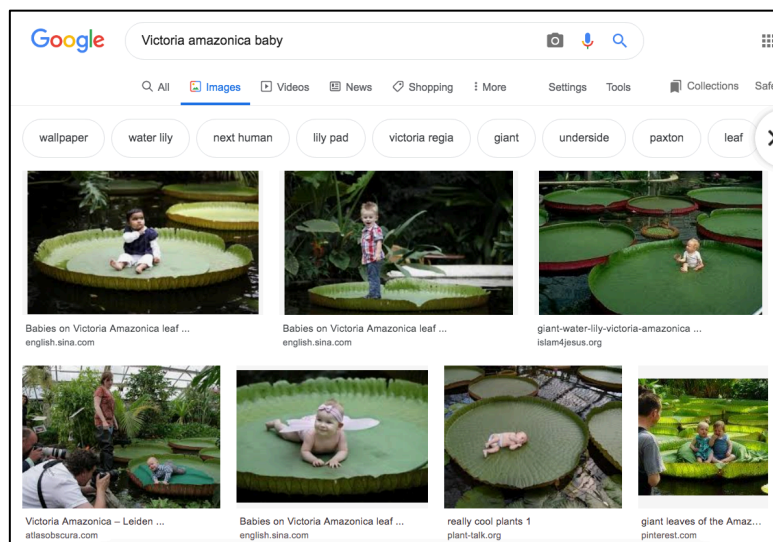 Google
Victoria amazonica baby
All Images Videos News Shopping More Settings Tools Collections Safe
wallpaper water lily next human lily pad victoria regia giant underside paxton leaf
Babies on Victoria Amazonica leaf ... Babies on Victoria Amazonica leaf ... giant-water-lily-victoria-amazonica ...
english.sina.com english.sina.com islam4jesus.org
Victoria Amazonica – Leiden ... Babies on Victoria Amazonica leaf ... really cool plants 1 giant leaves of the Amaz...
atlasobscura.com english.sina.com plant-talk.org pinterest.com